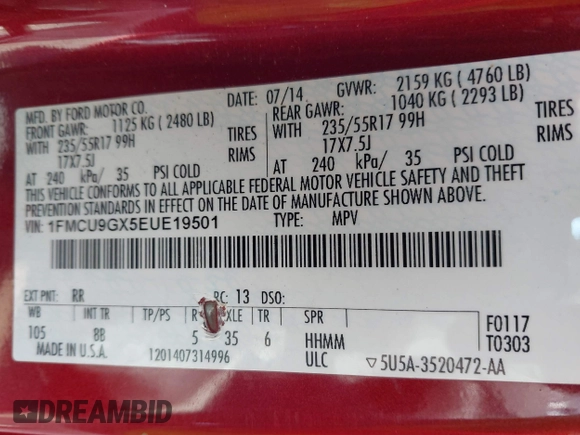 MFD. BY FORD MOTOR CO. DATE: 07/14 GVWR: 2159 KG ( 4760 LB)
FRONT GAWR: 1125 KG ( 2480 LB) REAR GAWR: 1040 KG ( 2293 LB)
WITH 235/55R17 99H TIRES WITH 235/55R17 99H TIRES
17X7.5J RIMS 17X7.5J RIMS
AT 240 kPa/ 35 PSI COLD AT 240 kPa/ 35 PSI COLD
THIS VEHICLE CONFORMS TO ALL APPLICABLE FEDERAL MOTOR VEHICLE SAFETY AND THEFT
PREVENTION STANDARDS IN EFFECT ON THE DATE OF MANUFACTURE SHOWN ABOVE.
VIN: 1FMCU9GX5EUE19501 TYPE: MPV
EXT PNT: RR RC: 13 DSO:
WB INT TR TP/PS R XLE TR SPR F0117
105 8B 5 35 6 HHMM T0303
MADE IN U.S.A. 1201407314996 ULC ▽5U5A-3520472-AA
DREAMBID